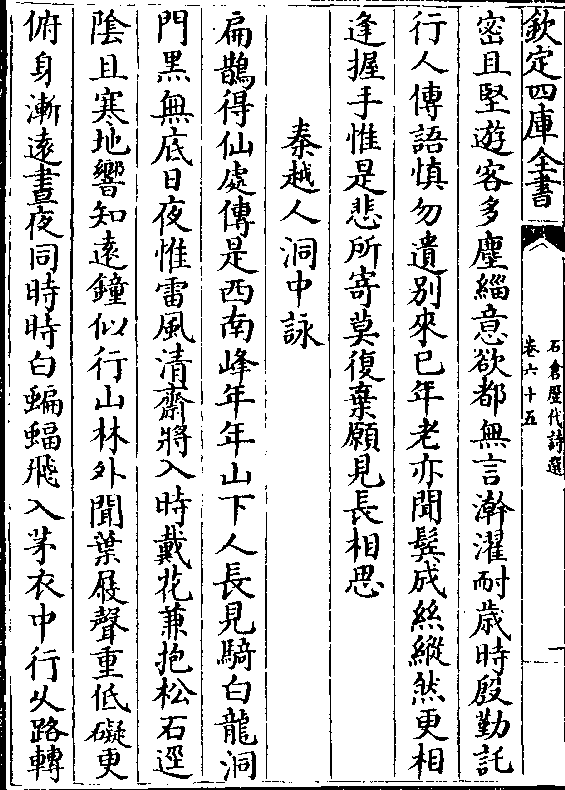 欽定四庫全書
石倉歷代詩選
卷六十五
一
密且堅遊客多塵緇意欲都無言澣濯耐歲時殷勤託
行人傳語慎勿遺别來已年老亦聞鬂成絲縱然更相
逢握手惟是悲所寄莫復棄願見長相思
秦越人洞中詠
扁鵲得仙處傳是西南峰年年山下人長見騎白龍洞
門黑無底日夜惟雷風清齋將入時戴花兼抱松石逕
隂且寒地響知逺鐘似行山林外聞葉屐聲重低礙更
俯身漸逺晝夜同時時白蝙蝠飛入茅衣中行乆路轉